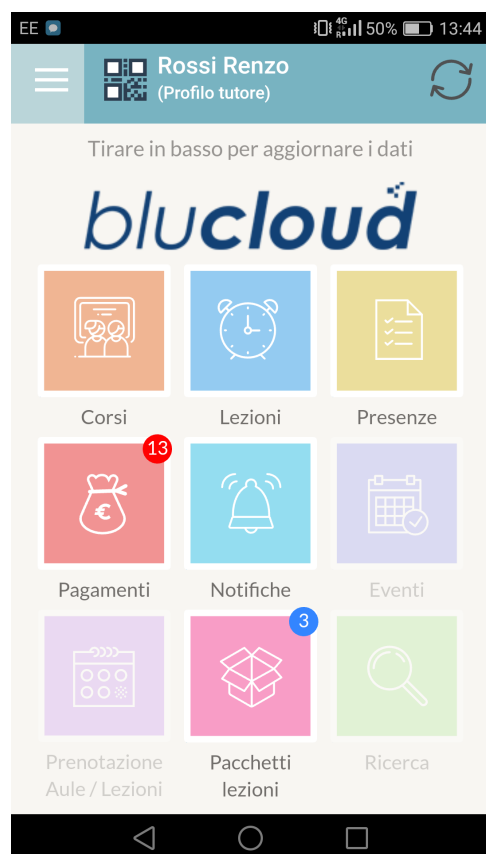 EE 4G R 50% 13:44
Rossi Renzo
(Profilo tutore)
Tirare in basso per aggiornare i dati
blucloud
Corsi
Lezioni
Presenze
13
€
Pagamenti
Notifiche
Eventi
3
Prenotazione
Aule / Lezioni
Pacchetti
lezioni
Ricerca